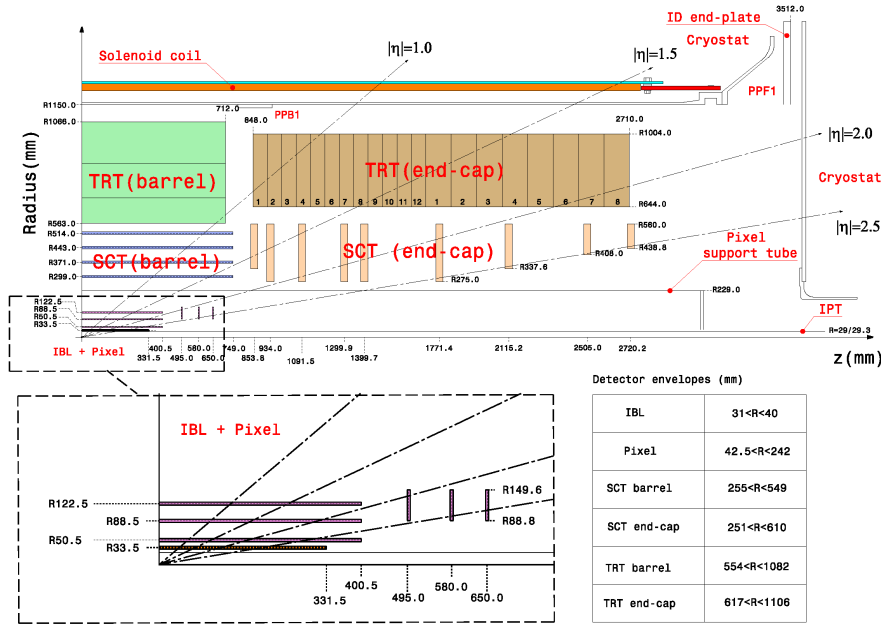 3512.0
ID end-plate
Cryostat
|η|=1.0
|η|=1.5
Solenoid coil
PPF1
R1150.0
712.0
PPB1
848.0
2710.0
R1066.0
R1004.0
|η|=2.0
Radius(mm)
TRT(barrel)
TRT(end-cap)
Cryostat
1 2 3 4 5 6 7 8 9 10 11 12 1 2 3 4 5 6 7 8
R644.0
|η|=2.5
R563.0
R514.0
R560.0
R443.0
SCT (end-cap)
R438.8
Pixel
support tube
R408.0
R371.0
SCT(barrel)
R337.6
R299.0
R275.0
R229.0
R122.5
R88.5
R50.5
R33.5
IPT
R=29/29.3
IBL + Pixel
400.5 580.0 749.0 934.0 1299.9 1771.4 2115.2 2505.0 2720.2
331.5 495.0 650.0 853.8 1091.5 1399.7
z(mm)
Detector envelopes (mm)
IBL 31<R<40
Pixel 42.5<R<242
SCT barrel 255<R<549
SCT end-cap 251<R<610
TRT barrel 554<R<1082
TRT end-cap 617<R<1106
IBL + Pixel
R149.6
R122.5
R88.5
R88.8
R50.5
R33.5
400.5 580.0
331.5 495.0 650.0